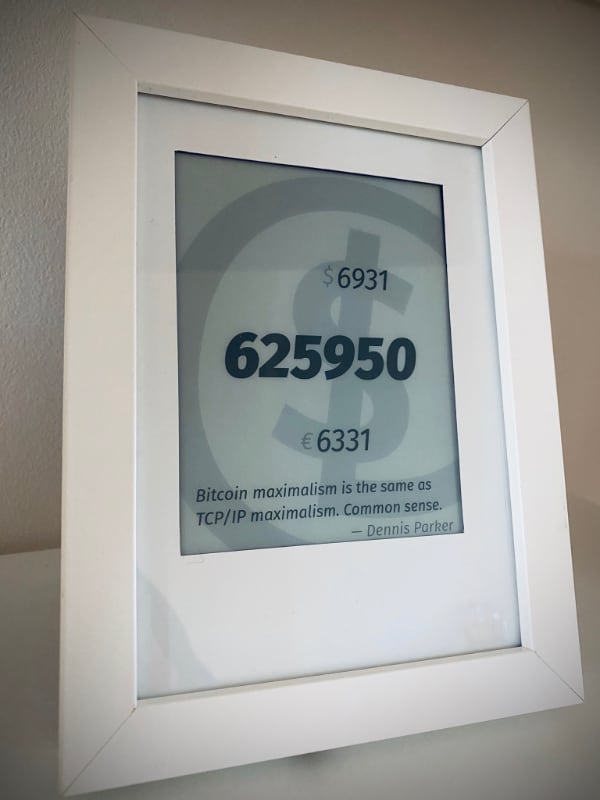 $6931
625950
€6331
Bitcoin maximalism is the same as
TCP/IP maximalism. Common sense.
— Dennis Parker